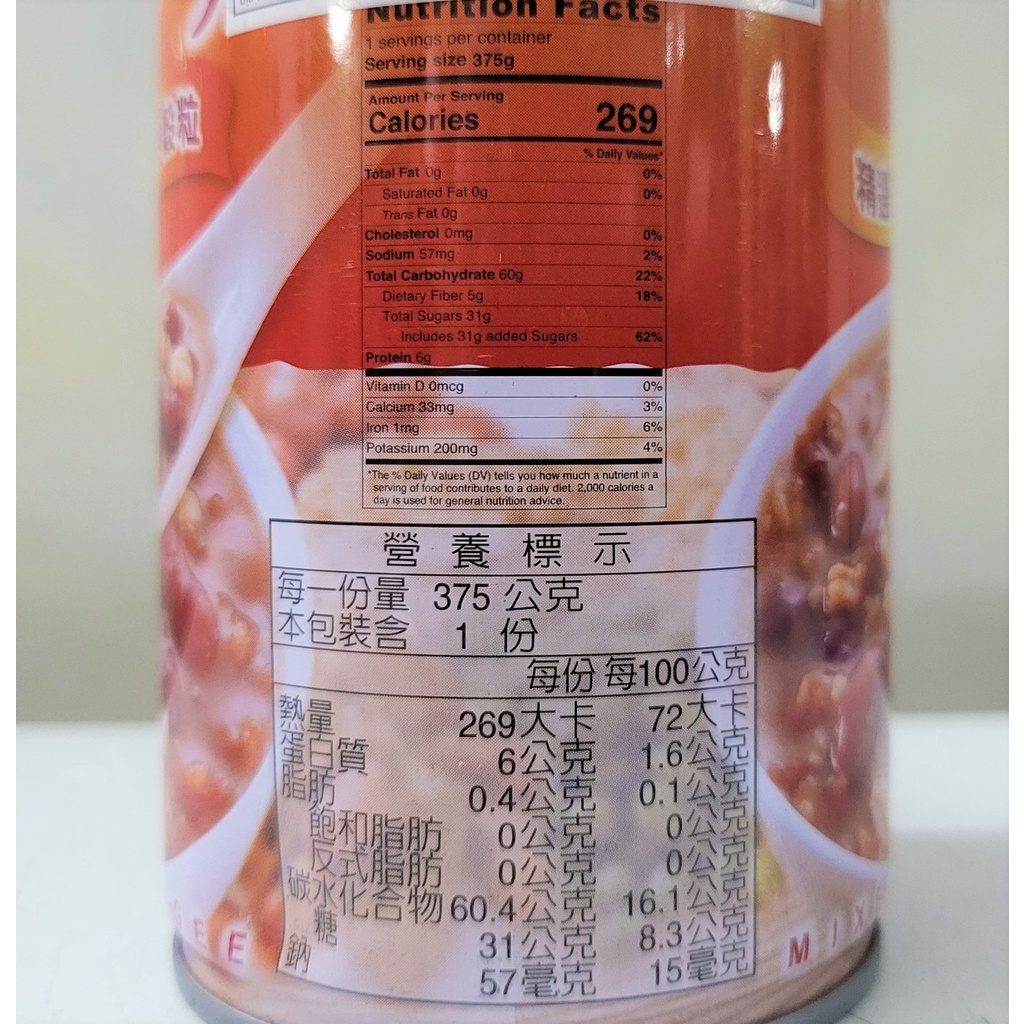 Nutrition Facts
1 servings per container
Serving size 375g
Amount Per Serving
Calories 269
% Daily Values*
Total Fat 0g 0%
Saturated Fat 0g 0%
Trans Fat 0g
Cholesterol 0mg 0%
Sodium 57mg 2%
Total Carbohydrate 60g 22%
Dietary Fiber 5g 18%
Total Sugars 31g
Includes 31g added Sugars 62%
Protein 6g
Vitamin D 0mcg 0%
Calcium 33mg 3%
Iron 1mg 6%
Potassium 200mg 4%
*The % Daily Values (DV) tells you how much a nutrient in a
serving of food contributes to a daily diet. 2,000 calories a
day is used for general nutrition advice.
粒
精
營養標示
每一份量 375 公克
本包裝含 1 份
每份 每100公克
熱量 269大卡 72大卡
蛋白質 6公克 1.6公克
脂肪 0.4公克 0.1公克
飽和脂肪 0公克 0公克
反式脂肪 0公克 0公克
碳水化合物 60.4公克 16.1公克
糖 31公克 8.3公克
鈉 57毫克 15毫克
EE
MIX